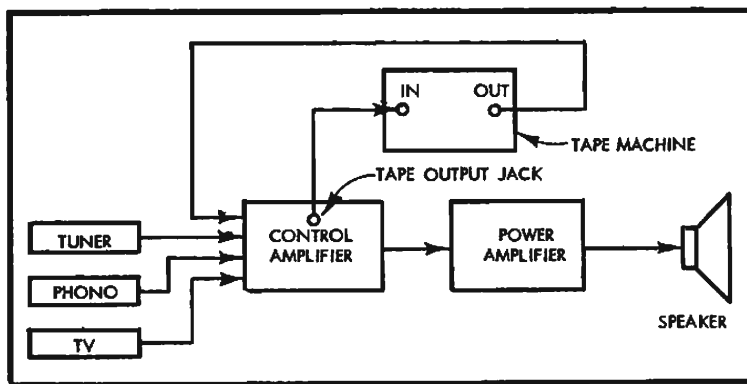 IN
OUT
TAPE MACHINE
TAPE OUTPUT JACK
TUNER
PHONO
TV
CONTROL
AMPLIFIER
POWER
AMPLIFIER
SPEAKER